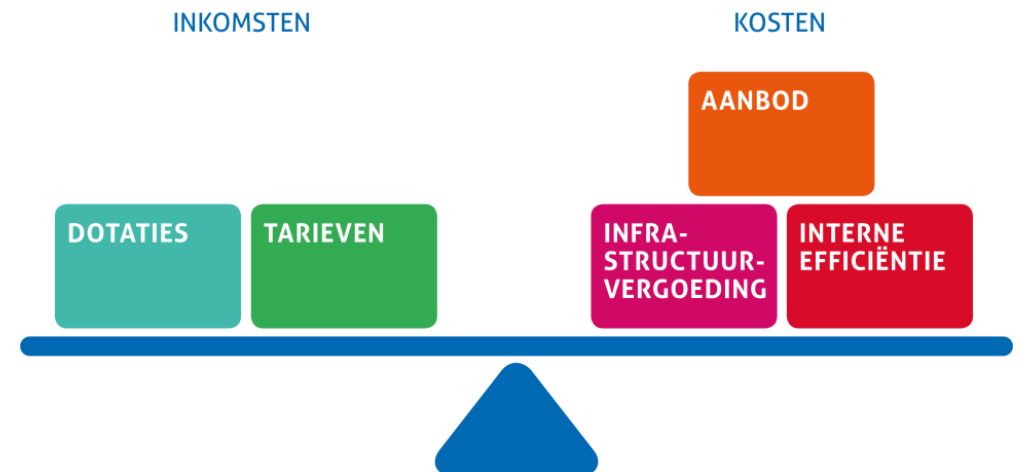 INKOMSTEN
KOSTEN
AANBOD
DOTATIES
TARIEVEN
INFRA-
STRUCTUUR-
VERGOEDING
INTERNE
EFFICIËNTIE